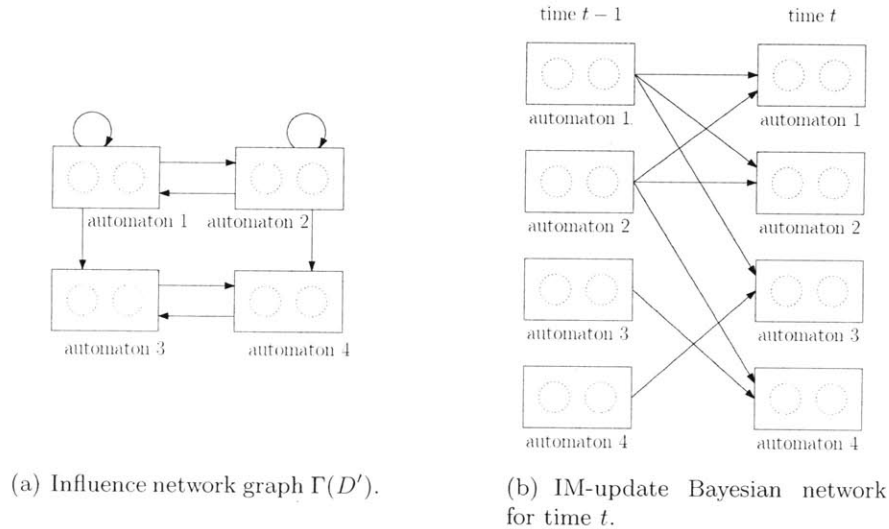 automaton 1
automaton 2
automaton 3
automaton 4
(a) Influence network graph Γ(D′).
time t − 1
time t
automaton 1
automaton 1
automaton 2
automaton 2
automaton 3
automaton 3
automaton 4
automaton 4
(b) IM-update Bayesian network
for time t.